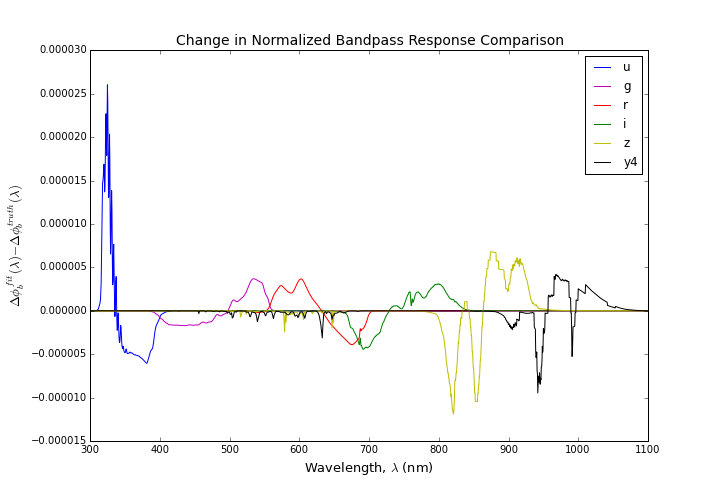 Change in Normalized Bandpass Response Comparison
0.000030
0.000025
0.000020
0.000015
0.000010
0.000005
0.000000
−0.000005
−0.000010
−0.000015
Δϕ_b^fit(λ)−Δϕ_b^truth(λ)
u
g
r
i
z
y4
300 400 500 600 700 800 900 1000 1100
Wavelength, λ (nm)